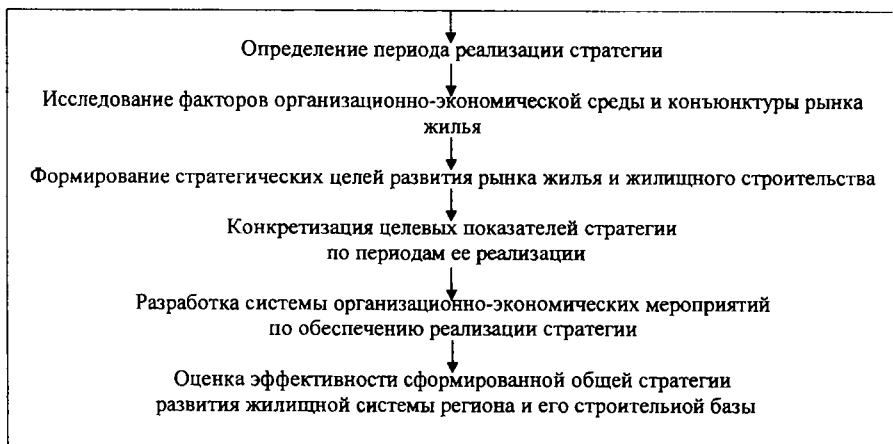 Определение периода реализации стратегии
Исследование факторов организационно-экономической среды и конъюнктуры рынка
жилья
Формирование стратегических целей развития рынка жилья и жилищного строительства
Конкретизация целевых показателей стратегии
по периодам ее реализации
Разработка системы организационно-экономических мероприятий
по обеспечению реализации стратегии
Оценка эффективности сформированной общей стратегии
развития жилищной системы региона и его строительной базы